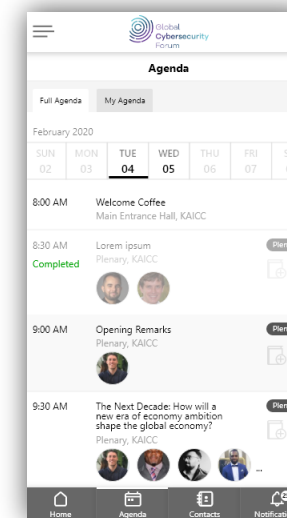 Global
Cybersecurity
Forum
Agenda
Full Agenda
My Agenda
February 2020
SUN MON TUE WED THU FRI
02 03 04 05 06 07
8:00 AM
Welcome Coffee
Main Entrance Hall, KAICC
8:30 AM
Completed
Lorem ipsum
Plenary, KAICC
Plen
9:00 AM
Opening Remarks
Plenary, KAICC
Plen
9:30 AM
The Next Decade: How will a
new era of economy ambition
shape the global economy?
Plenary, KAICC
Plen
...
Home
Agenda
Contacts
Notificati